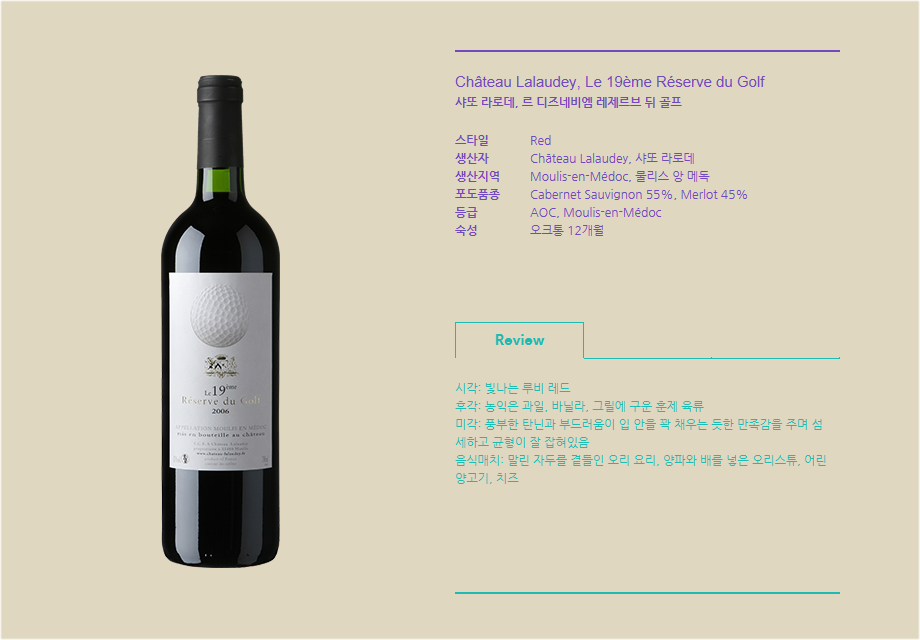 Château Lalaudey, Le 19ème Réserve du Golf
샤또 라로데, 르 디즈네비엠 레제르브 뒤 골프
스타일 Red
생산자 Château Lalaudey, 샤또 라로데
생산지역 Moulis-en-Médoc, 물리스 앙 메독
포도품종 Cabernet Sauvignon 55%, Merlot 45%
등급 AOC, Moulis-en-Médoc
숙성 오크통 12개월
Le 19ème
Réserve du Golf
2006
APPELLATION MOULIS EN MÉDOC
mis en bouteille au château
Review
시각: 빛나는 루비 레드
후각: 농익은 과일, 바닐라, 그릴에 구운 훈제 육류
미각: 풍부한 탄닌과 부드러움이 입 안을 꽉 채우는 듯한 만족감을 주며 섬
세하고 균형이 잘 잡혀있음
음식매치: 말린 자두를 곁들인 오리 요리, 양파와 배를 넣은 오리스튜, 어린
양고기, 치즈